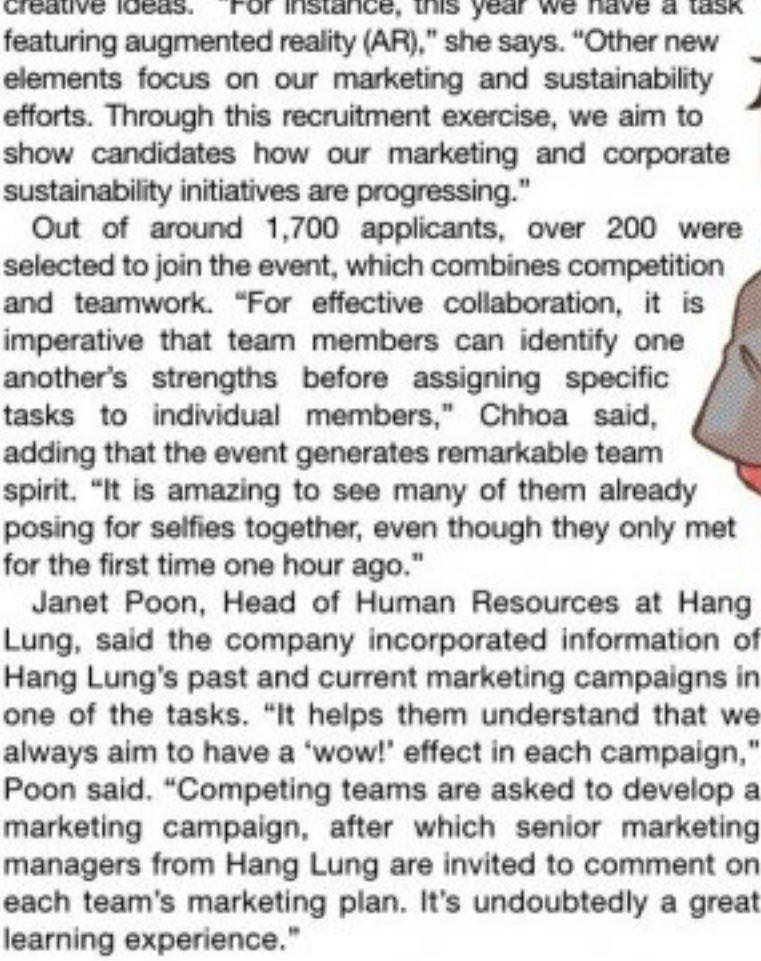 creative ideas. "For instance, this year we have a task
featuring augmented reality (AR)," she says. "Other new
elements focus on our marketing and sustainability
efforts. Through this recruitment exercise, we aim to
show candidates how our marketing and corporate
sustainability initiatives are progressing."
Out of around 1,700 applicants, over 200 were
selected to join the event, which combines competition
and teamwork. "For effective collaboration, it is
imperative that team members can identify one
another's strengths before assigning specific
tasks to individual members," Chhoa said,
adding that the event generates remarkable team
spirit. "It is amazing to see many of them already
posing for selfies together, even though they only met
for the first time one hour ago."
Janet Poon, Head of Human Resources at Hang
Lung, said the company incorporated information of
Hang Lung's past and current marketing campaigns in
one of the tasks. "It helps them understand that we
always aim to have a 'wow!' effect in each campaign,"
Poon said. "Competing teams are asked to develop a
marketing campaign, after which senior marketing
managers from Hang Lung are invited to comment on
each team's marketing plan. It's undoubtedly a great
learning experience."